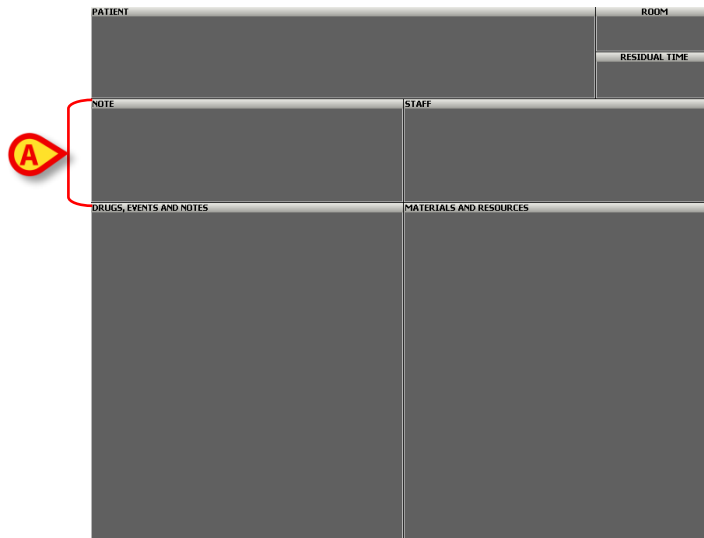 PATIENT
ROOM
RESIDUAL TIME
NOTE
STAFF
A
DRUGS, EVENTS AND NOTES
MATERIALS AND RESOURCES